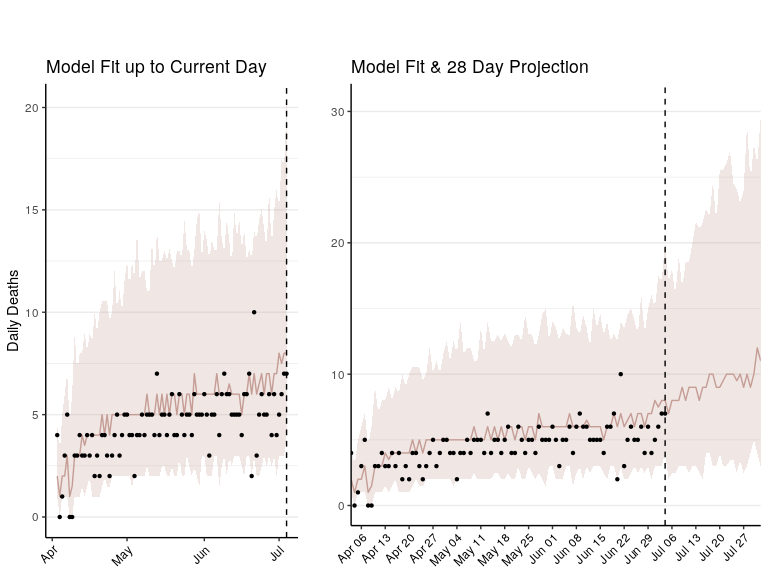 Model Fit up to Current Day
Model Fit & 28 Day Projection
Daily Deaths
20
15
10
5
0
Apr
May
Jun
Jul
30
20
10
0
Apr 06
Apr 13
Apr 20
Apr 27
May 04
May 11
May 18
May 25
Jun 01
Jun 08
Jun 15
Jun 22
Jun 29
Jul 06
Jul 13
Jul 20
Jul 27